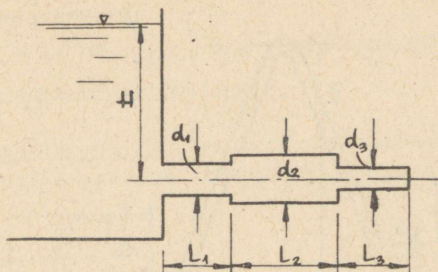 H
d₁
d₂
d₃
L₁ L₂ L₃